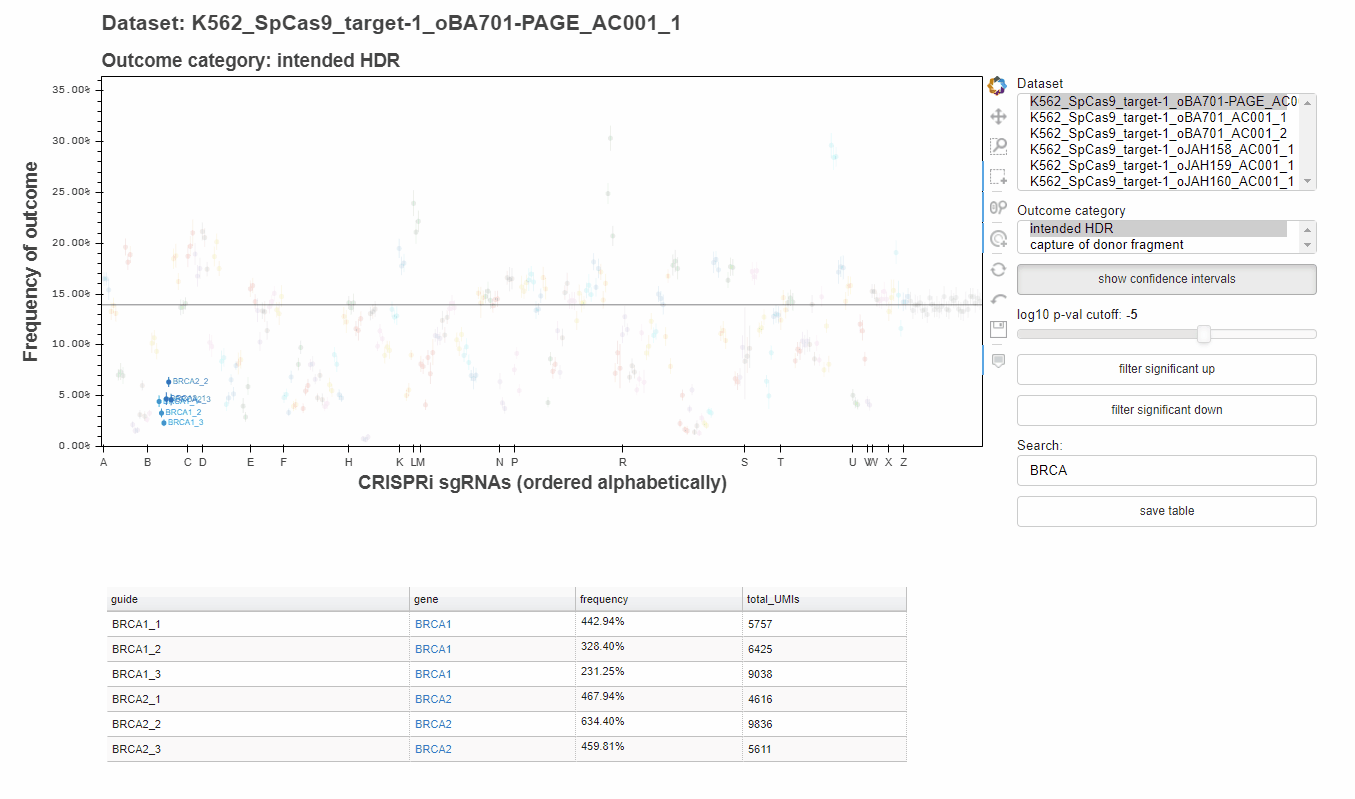 Dataset: K562_SpCas9_target-1_oBA701-PAGE_AC001_1
Outcome category: intended HDR
35.00%
30.00%
25.00%
20.00%
15.00%
10.00%
5.00%
0.00%
Frequency of outcome
BRCA2_2
BRCA1_2
BRCA1_3
A B C D E F H K L M N P R S T U V W X Z
CRISPRi sgRNAs (ordered alphabetically)
Dataset
K562_SpCas9_target-1_oBA701-PAGE_AC0
K562_SpCas9_target-1_oBA701_AC001_1
K562_SpCas9_target-1_oBA701_AC001_2
K562_SpCas9_target-1_oJAH158_AC001_1
K562_SpCas9_target-1_oJAH159_AC001_1
K562_SpCas9_target-1_oJAH160_AC001_1
Outcome category
intended HDR
capture of donor fragment
show confidence intervals
log10 p-val cutoff: -5
filter significant up
filter significant down
Search:
BRCA
save table
guide gene frequency total_UMIs
BRCA1_1 BRCA1 442.94% 5757
BRCA1_2 BRCA1 328.40% 6425
BRCA1_3 BRCA1 231.25% 9038
BRCA2_1 BRCA2 467.94% 4616
BRCA2_2 BRCA2 634.40% 9836
BRCA2_3 BRCA2 459.81% 5611